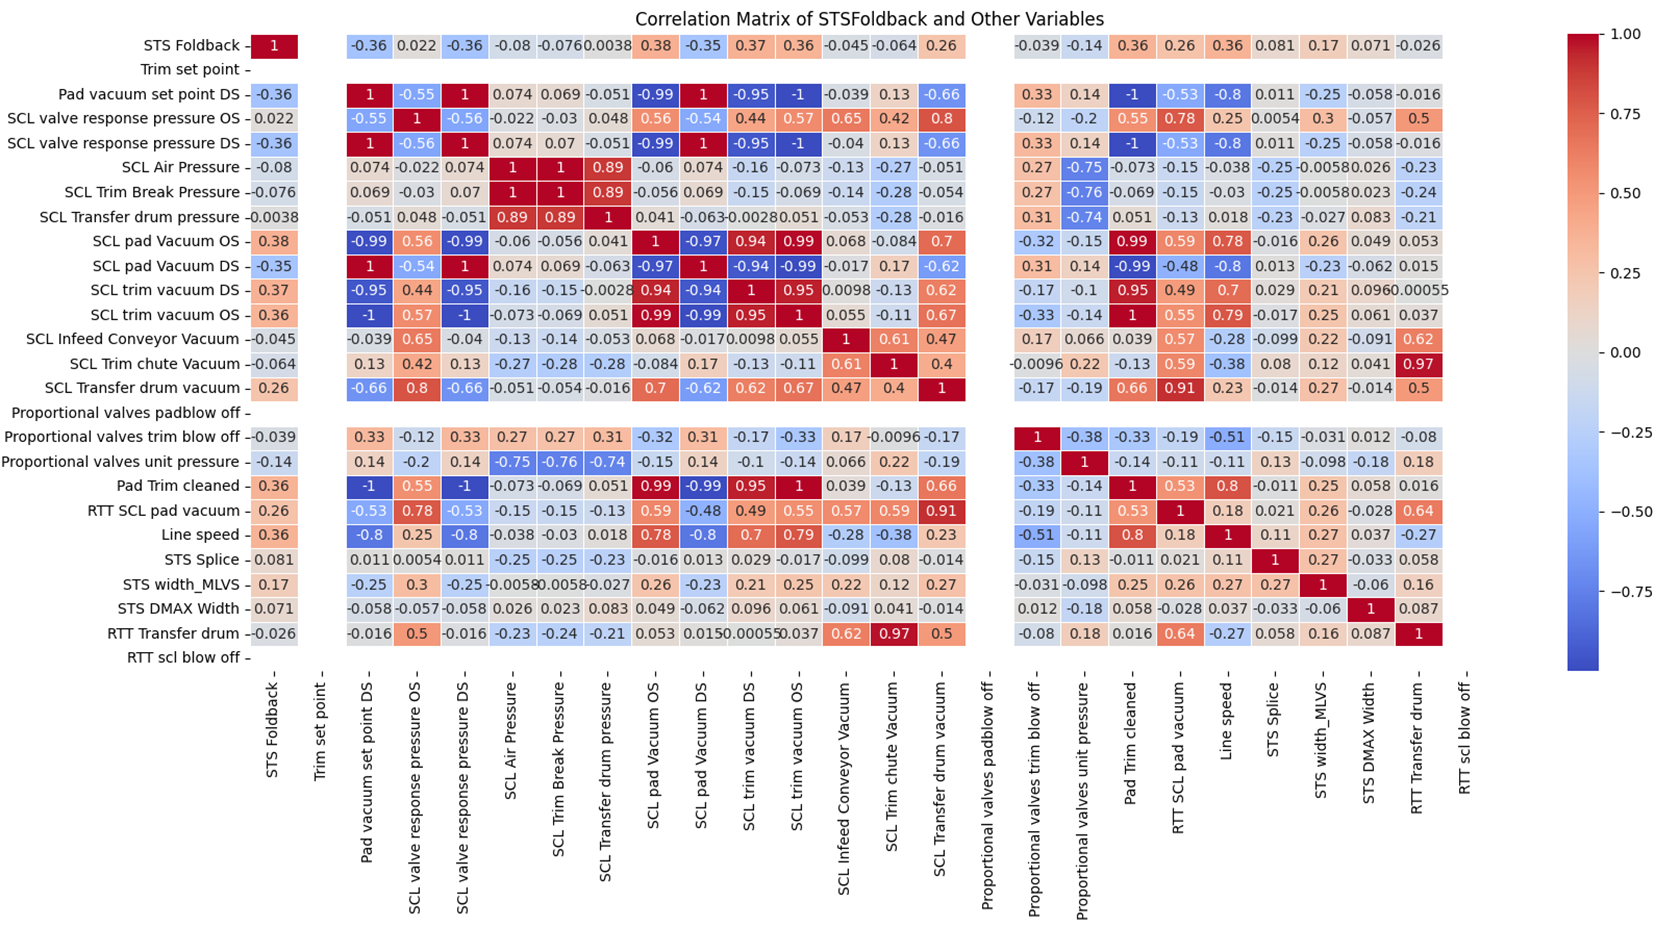 Correlation Matrix of STSFoldback and Other Variables
STS Foldback 1 -0.36 0.022 -0.36 -0.08 -0.076 0.0038 0.38 -0.35 0.37 0.36 -0.045 -0.064 0.26 -0.039 -0.14 0.36 0.26 0.36 0.081 0.17 0.071 -0.026
Trim set point
Pad vacuum set point DS -0.36 1 -0.55 1 0.074 0.069 -0.051 -0.99 1 -0.95 -1 -0.039 0.13 -0.66 0.33 0.14 -1 -0.53 -0.8 0.011 -0.25 -0.058 -0.016
SCL valve response pressure OS 0.022 -0.55 1 -0.56 -0.022 -0.03 0.048 0.56 -0.54 0.44 0.57 0.65 0.42 0.8 -0.12 -0.2 0.55 0.78 0.25 0.0054 0.3 -0.057 0.5
SCL valve response pressure DS -0.36 1 -0.56 1 0.074 0.07 -0.051 -0.99 1 -0.95 -1 -0.04 0.13 -0.66 0.33 0.14 -1 -0.53 -0.8 0.011 -0.25 -0.058 -0.016
SCL Air Pressure -0.08 0.074 -0.022 0.074 1 1 0.89 -0.06 0.074 -0.16 -0.073 -0.13 -0.27 -0.051 0.27 -0.75 -0.073 -0.15 -0.038 -0.25 -0.0058 0.026 -0.23
SCL Trim Break Pressure -0.076 0.069 -0.03 0.07 1 1 0.89 -0.056 0.069 -0.15 -0.069 -0.14 -0.28 -0.054 0.27 -0.76 -0.069 -0.15 -0.03 -0.25 -0.0058 0.023 -0.24
SCL Transfer drum pressure -0.0038 -0.051 0.048 -0.051 0.89 0.89 1 0.041 -0.063 -0.0028 0.051 -0.053 -0.28 -0.016 0.31 -0.74 0.051 -0.13 0.018 -0.23 -0.027 0.083 -0.21
SCL pad Vacuum OS 0.38 -0.99 0.56 -0.99 -0.06 -0.056 0.041 1 -0.97 0.94 0.99 0.068 -0.084 0.7 -0.32 -0.15 0.99 0.59 0.78 -0.016 0.26 0.049 0.053
SCL pad Vacuum DS -0.35 1 -0.54 1 0.074 0.069 -0.063 -0.97 1 -0.94 -0.99 -0.017 0.17 -0.62 0.31 0.14 -0.99 -0.48 -0.8 0.013 -0.23 -0.062 0.015
SCL trim vacuum DS 0.37 -0.95 0.44 -0.95 -0.16 -0.15 -0.0028 0.94 -0.94 1 0.95 0.0098 -0.13 0.62 -0.17 -0.1 0.95 0.49 0.7 0.029 0.21 0.096 0.00055
SCL trim vacuum OS 0.36 -1 0.57 -1 -0.073 -0.069 0.051 0.99 -0.99 0.95 1 0.055 -0.11 0.67 -0.33 -0.14 1 0.55 0.79 -0.017 0.25 0.061 0.037
SCL Infeed Conveyor Vacuum -0.045 -0.039 0.65 -0.04 -0.13 -0.14 -0.053 0.068 -0.017 0.0098 0.055 1 0.61 0.47 0.17 0.066 0.039 0.57 -0.28 -0.099 0.22 -0.091 0.62
SCL Trim chute Vacuum -0.064 0.13 0.42 0.13 -0.27 -0.28 -0.28 -0.084 0.17 -0.13 -0.11 0.61 1 0.4 -0.0096 0.22 -0.13 0.59 -0.38 0.08 0.12 0.041 0.97
SCL Transfer drum vacuum 0.26 -0.66 0.8 -0.66 -0.051 -0.054 -0.016 0.7 -0.62 0.62 0.67 0.47 0.4 1 -0.17 -0.19 0.66 0.91 0.23 -0.014 0.27 -0.014 0.5
Proportional valves padblow off
Proportional valves trim blow off -0.039 0.33 -0.12 0.33 0.27 0.27 0.31 -0.32 0.31 -0.17 -0.33 0.17 -0.0096 -0.17 1 -0.38 -0.33 -0.19 -0.51 -0.15 -0.031 0.012 -0.08
Proportional valves unit pressure -0.14 0.14 -0.2 0.14 -0.75 -0.76 -0.74 -0.15 0.14 -0.1 -0.14 0.066 0.22 -0.19 -0.38 1 -0.14 -0.11 -0.11 0.13 -0.098 -0.18 0.18
Pad Trim cleaned 0.36 -1 0.55 -1 -0.073 -0.069 0.051 0.99 -0.99 0.95 1 0.039 -0.13 0.66 -0.33 -0.14 1 0.53 0.8 -0.011 0.25 0.058 0.016
RTT SCL pad vacuum 0.26 -0.53 0.78 -0.53 -0.15 -0.15 -0.13 0.59 -0.48 0.49 0.55 0.57 0.59 0.91 -0.19 -0.11 0.53 1 0.18 0.021 0.26 -0.028 0.64
Line speed 0.36 -0.8 0.25 -0.8 -0.038 -0.03 0.018 0.78 -0.8 0.7 0.79 -0.28 -0.38 0.23 -0.51 -0.11 0.8 0.18 1 0.11 0.27 0.037 -0.27
STS Splice 0.081 0.011 0.0054 0.011 -0.25 -0.25 -0.23 -0.016 0.013 0.029 -0.017 -0.099 0.08 -0.014 -0.15 0.13 -0.011 0.021 0.11 1 0.27 -0.033 0.058
STS width_MLVS 0.17 -0.25 0.3 -0.25 -0.0058 -0.0058 -0.027 0.26 -0.23 0.21 0.25 0.22 0.12 0.27 -0.031 -0.098 0.25 0.26 0.27 0.27 1 -0.06 0.16
STS DMAX Width 0.071 -0.058 -0.057 -0.058 0.026 0.023 0.083 0.049 -0.062 0.096 0.061 -0.091 0.041 -0.014 0.012 -0.18 0.058 -0.028 0.037 -0.033 -0.06 1 0.087
RTT Transfer drum -0.026 -0.016 0.5 -0.016 -0.23 -0.24 -0.21 0.053 0.015 0.00055 0.037 0.62 0.97 0.5 -0.08 0.18 0.016 0.64 -0.27 0.058 0.16 0.087 1
RTT scl blow off
STS Foldback
Trim set point
Pad vacuum set point DS
SCL valve response pressure OS
SCL valve response pressure DS
SCL Air Pressure
SCL Trim Break Pressure
SCL Transfer drum pressure
SCL pad Vacuum OS
SCL pad Vacuum DS
SCL trim vacuum DS
SCL trim vacuum OS
SCL Infeed Conveyor Vacuum
SCL Trim chute Vacuum
SCL Transfer drum vacuum
Proportional valves padblow off
Proportional valves trim blow off
Proportional valves unit pressure
Pad Trim cleaned
RTT SCL pad vacuum
Line speed
STS Splice
STS width_MLVS
STS DMAX Width
RTT Transfer drum
RTT scl blow off
1.00
0.75
0.50
0.25
0.00
−0.25
−0.50
−0.75